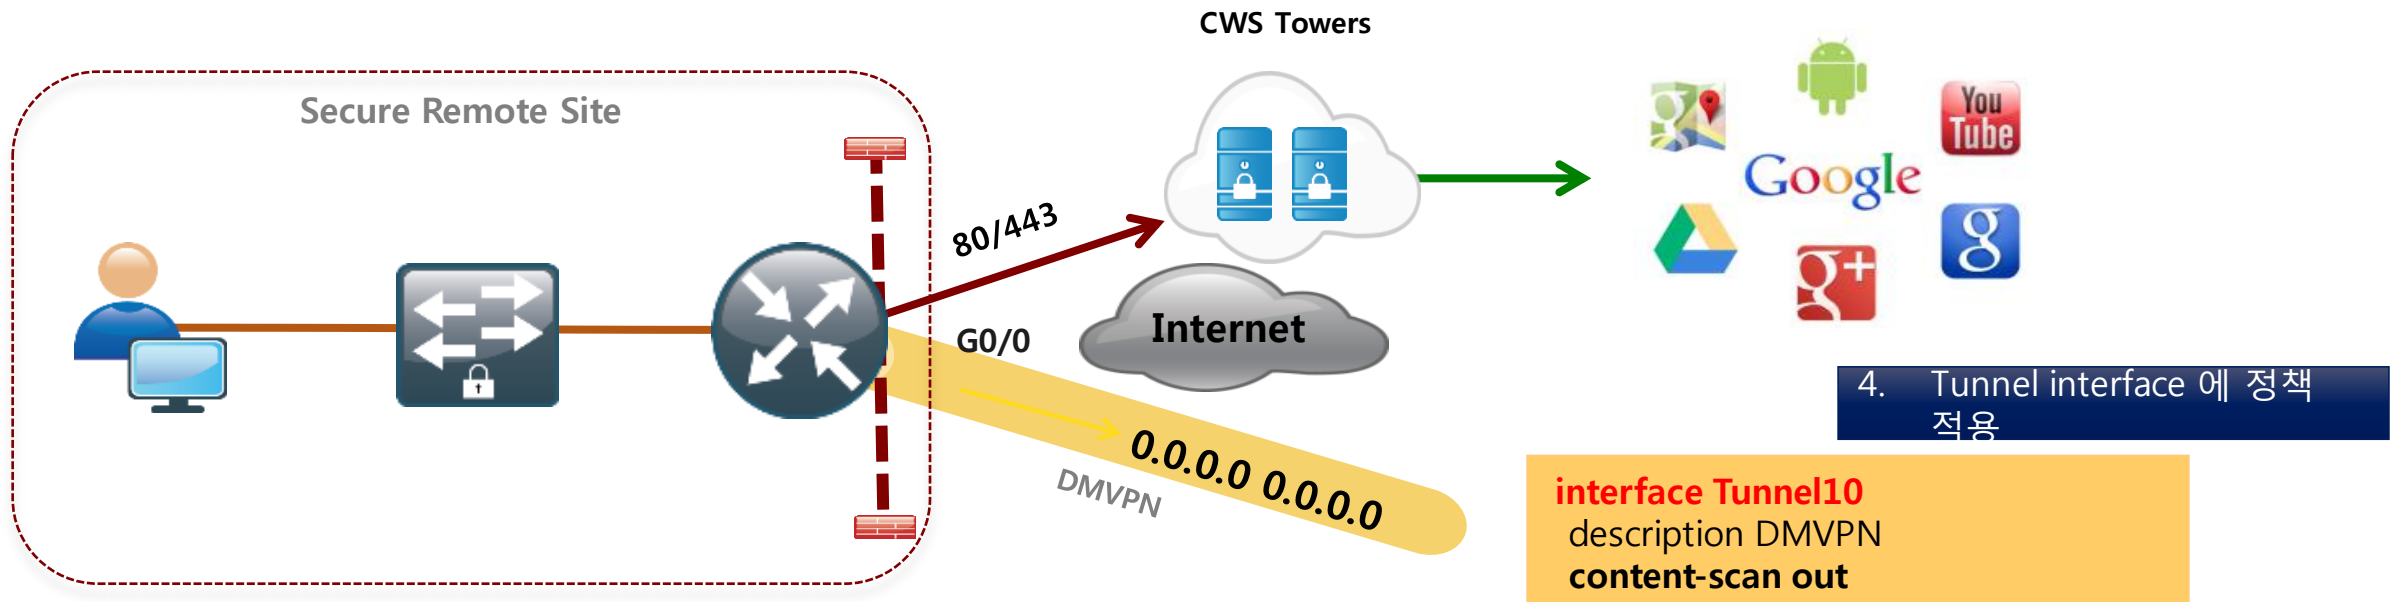 CWS Towers
Secure Remote Site
You
Tube
Google
80/443
g
g+
Internet
G0/0
4. Tunnel interface 에 정책
적용
0.0.0.0 0.0.0.0
DMVPN
interface Tunnel10
description DMVPN
content-scan out